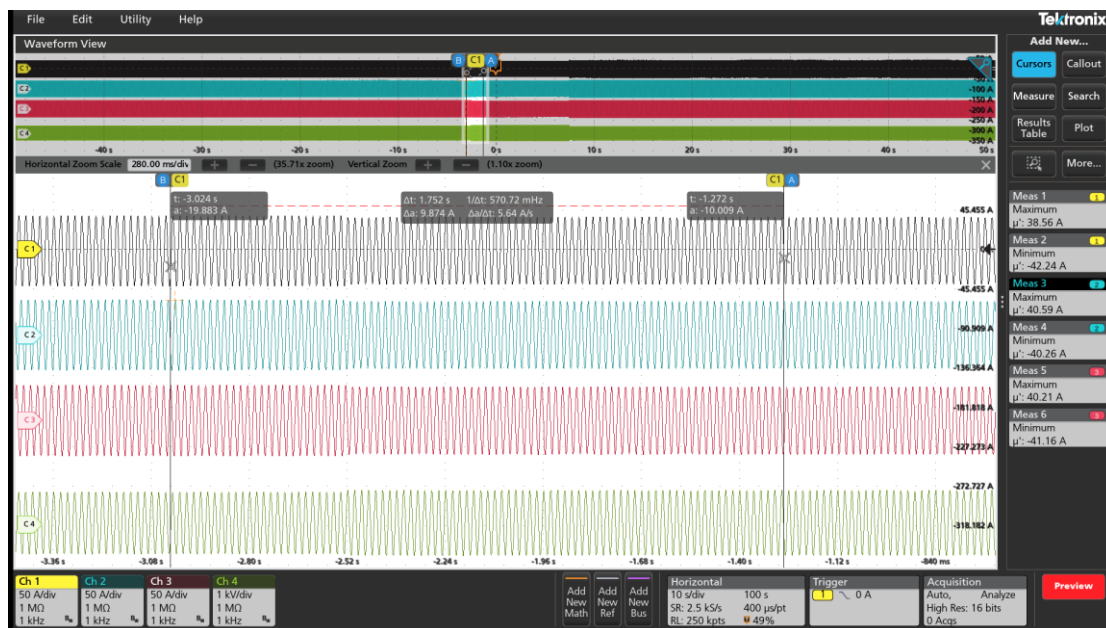 File Edit Utility Help
Tektronix
Waveform View
Add New...
Cursors Callout
Measure Search
Results Table Plot
More...
B C1 A
C1
C2
C3
C4
-100 A
-150 A
-200 A
-250 A
-300 A
-350 A
-40 s -30 s -20 s -10 s 0 s 10 s 20 s 30 s 40 s 50 s
Horizontal Zoom Scale 280.00 ms/div + − (35.71x zoom) Vertical Zoom + − (1.10x zoom)
B C1
C1 A
t: -3.024 s
a: -19.883 A
Δt: 1.752 s 1/Δt: 570.72 mHz
Δa: 9.874 A Δa/Δt: 5.64 A/s
t: -1.272 s
a: -10.009 A
45.455 A
C1
-45.455 A
C2
-90.909 A
-136.364 A
C3
-181.818 A
-227.273 A
-272.727 A
C4
-318.182 A
-3.36 s -3.08 s -2.80 s -2.52 s -2.24 s -1.96 s -1.68 s -1.40 s -1.12 s -840 ms
Meas 1 1
Maximum
µ': 38.56 A
Meas 2 1
Minimum
µ': -42.24 A
Meas 3 2
Maximum
µ': 40.59 A
Meas 4 2
Minimum
µ': -40.26 A
Meas 5 3
Maximum
µ': 40.21 A
Meas 6 3
Minimum
µ': -41.16 A
Ch 1
50 A/div
1 MΩ
1 kHz
Ch 2
50 A/div
1 MΩ
1 kHz
Ch 3
50 A/div
1 MΩ
1 kHz
Ch 4
1 kV/div
1 MΩ
1 kHz
Add New Math
Add New Ref
Add New Bus
Horizontal
10 s/div 100 s
SR: 2.5 kS/s 400 µs/pt
RL: 250 kpts 49%
Trigger
1 0 A
Acquisition
Auto, Analyze
High Res: 16 bits
0 Acqs
Preview